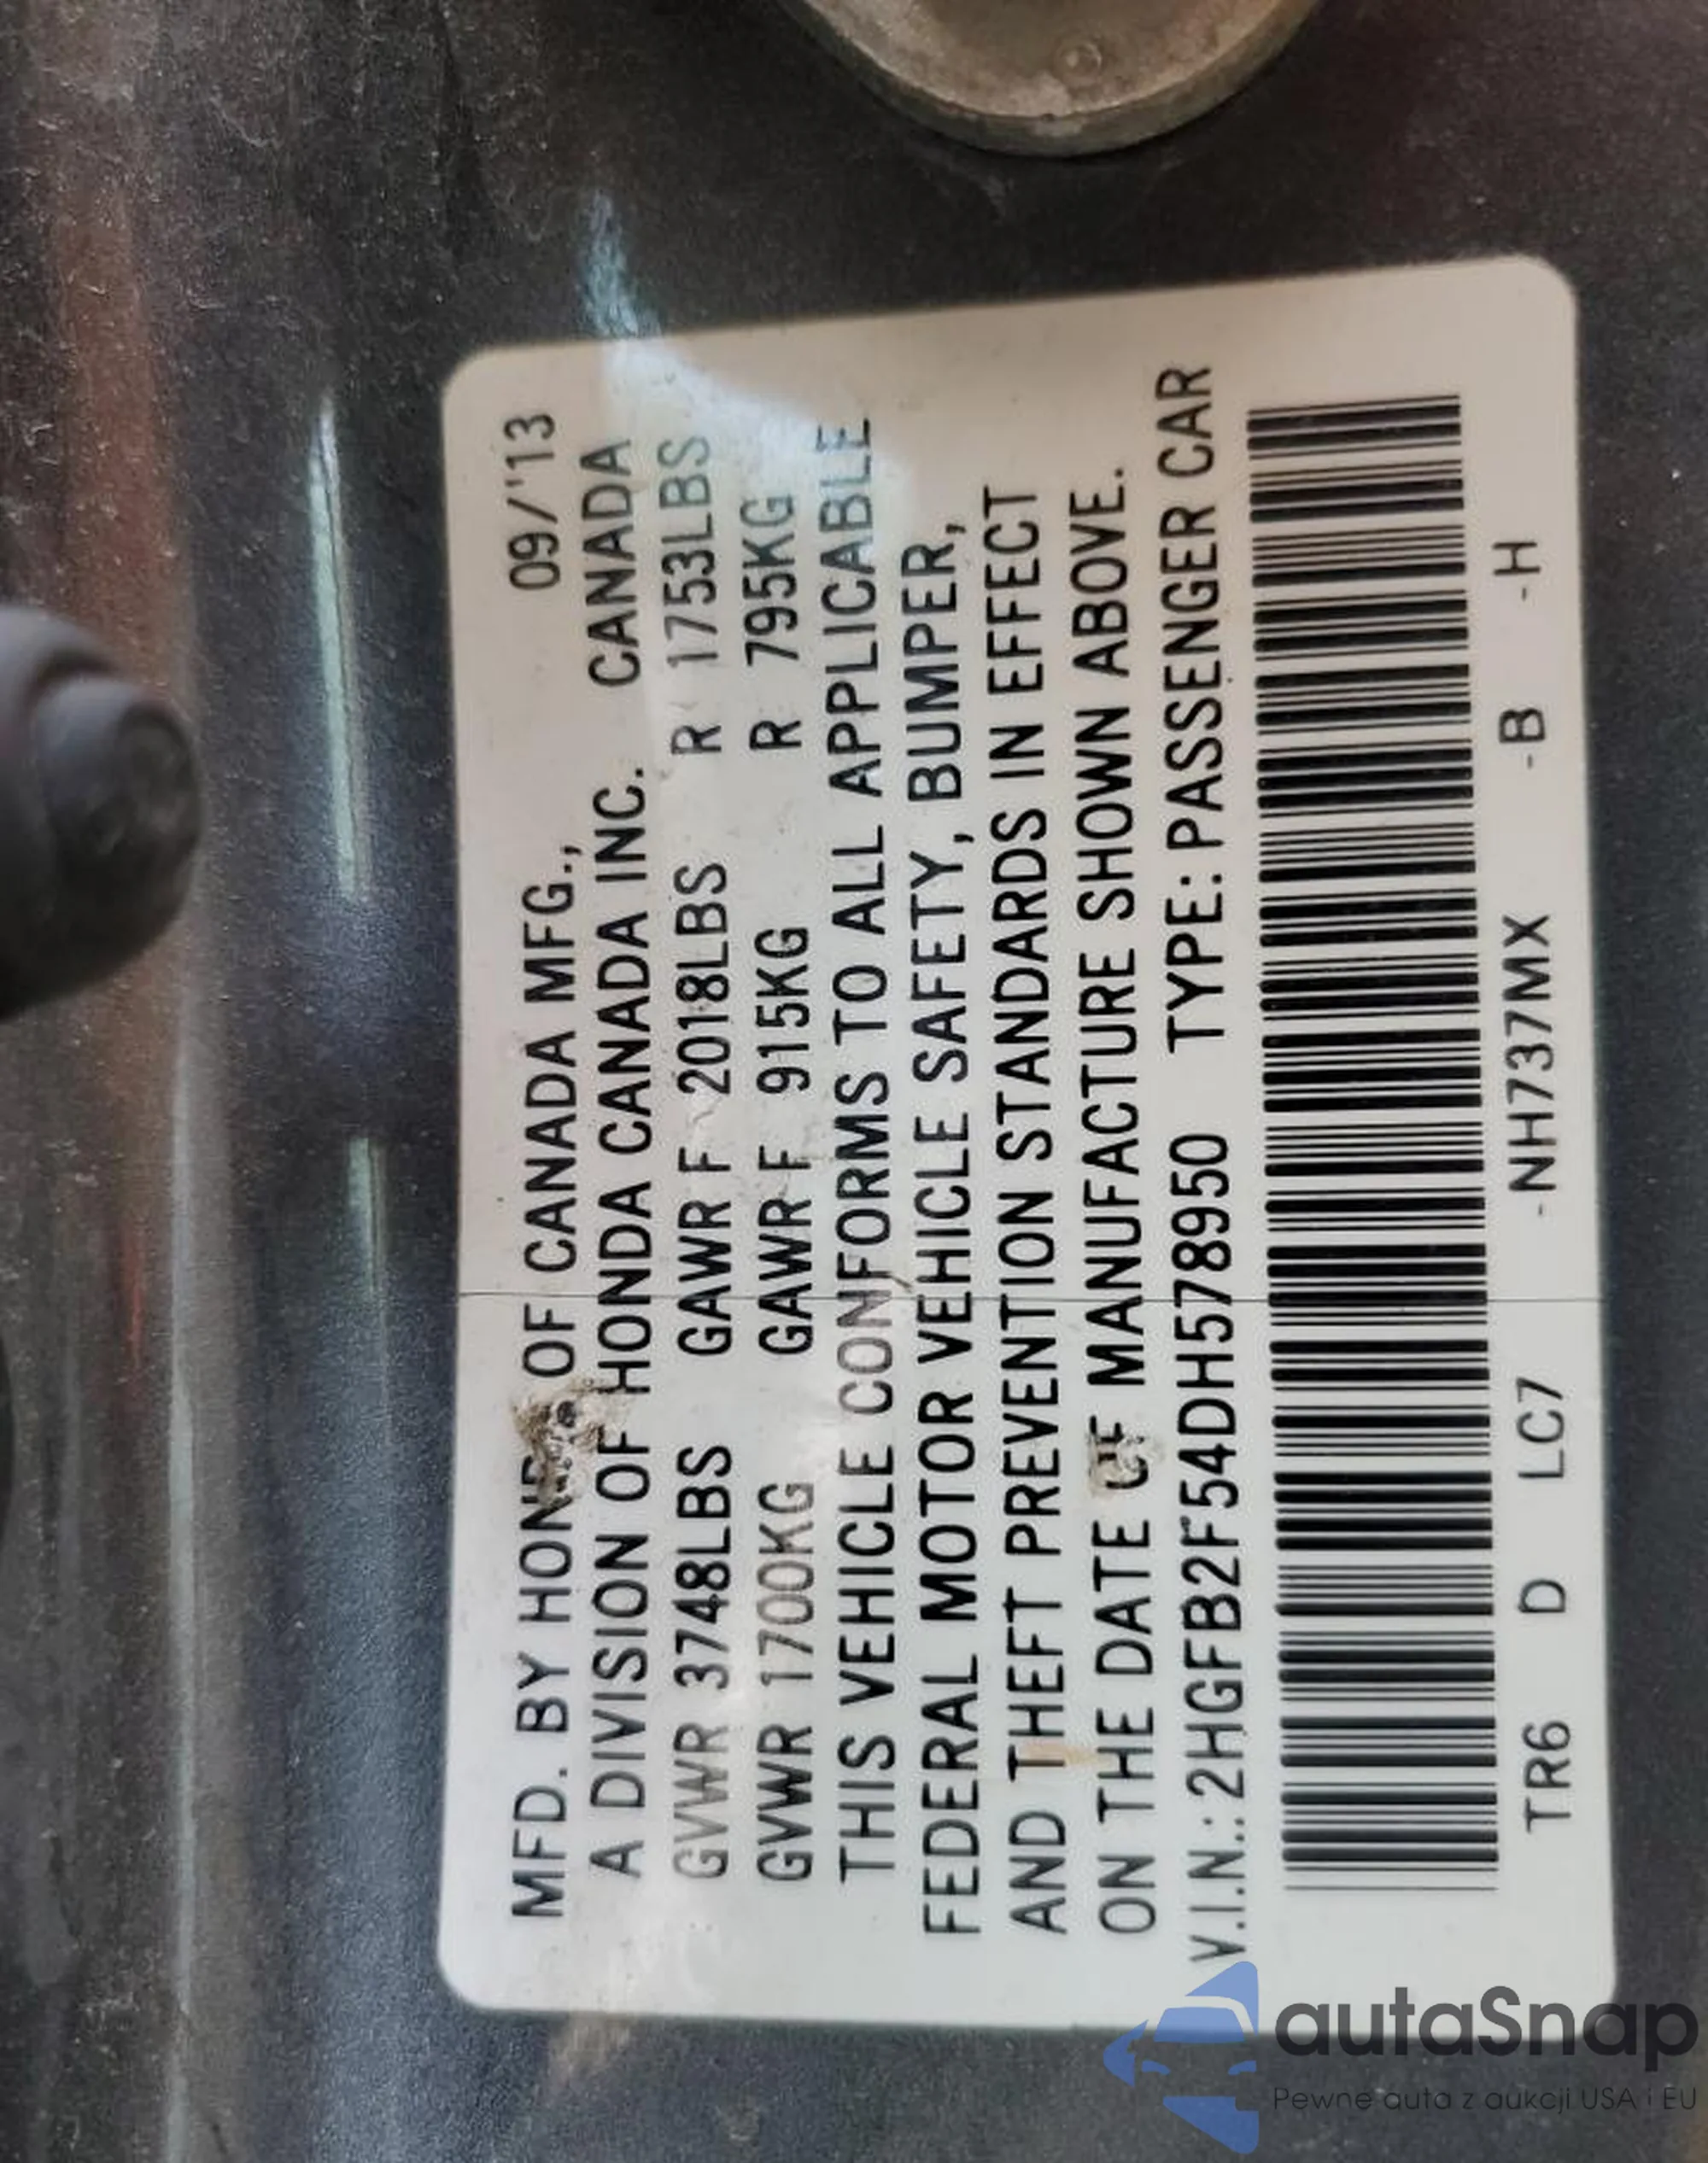 09/'13
MFD. BY HONDA OF CANADA MFG.,
A DIVISION OF HONDA CANADA INC. CANADA
GVWR 3748LBS GAWR F 2018LBS R 1753LBS
GVWR 1700KG GAWR F 915KG R 795KG
THIS VEHICLE CONFORMS TO ALL APPLICABLE
FEDERAL MOTOR VEHICLE SAFETY, BUMPER,
AND THEFT PREVENTION STANDARDS IN EFFECT
ON THE DATE OF MANUFACTURE SHOWN ABOVE.
V.I.N.: 2HGFB2F54DH578950 TYPE: PASSENGER CAR
TR6 D LC7 -NH737MX -B -H
autaSnap
Pewne auta z aukcji USA i EU